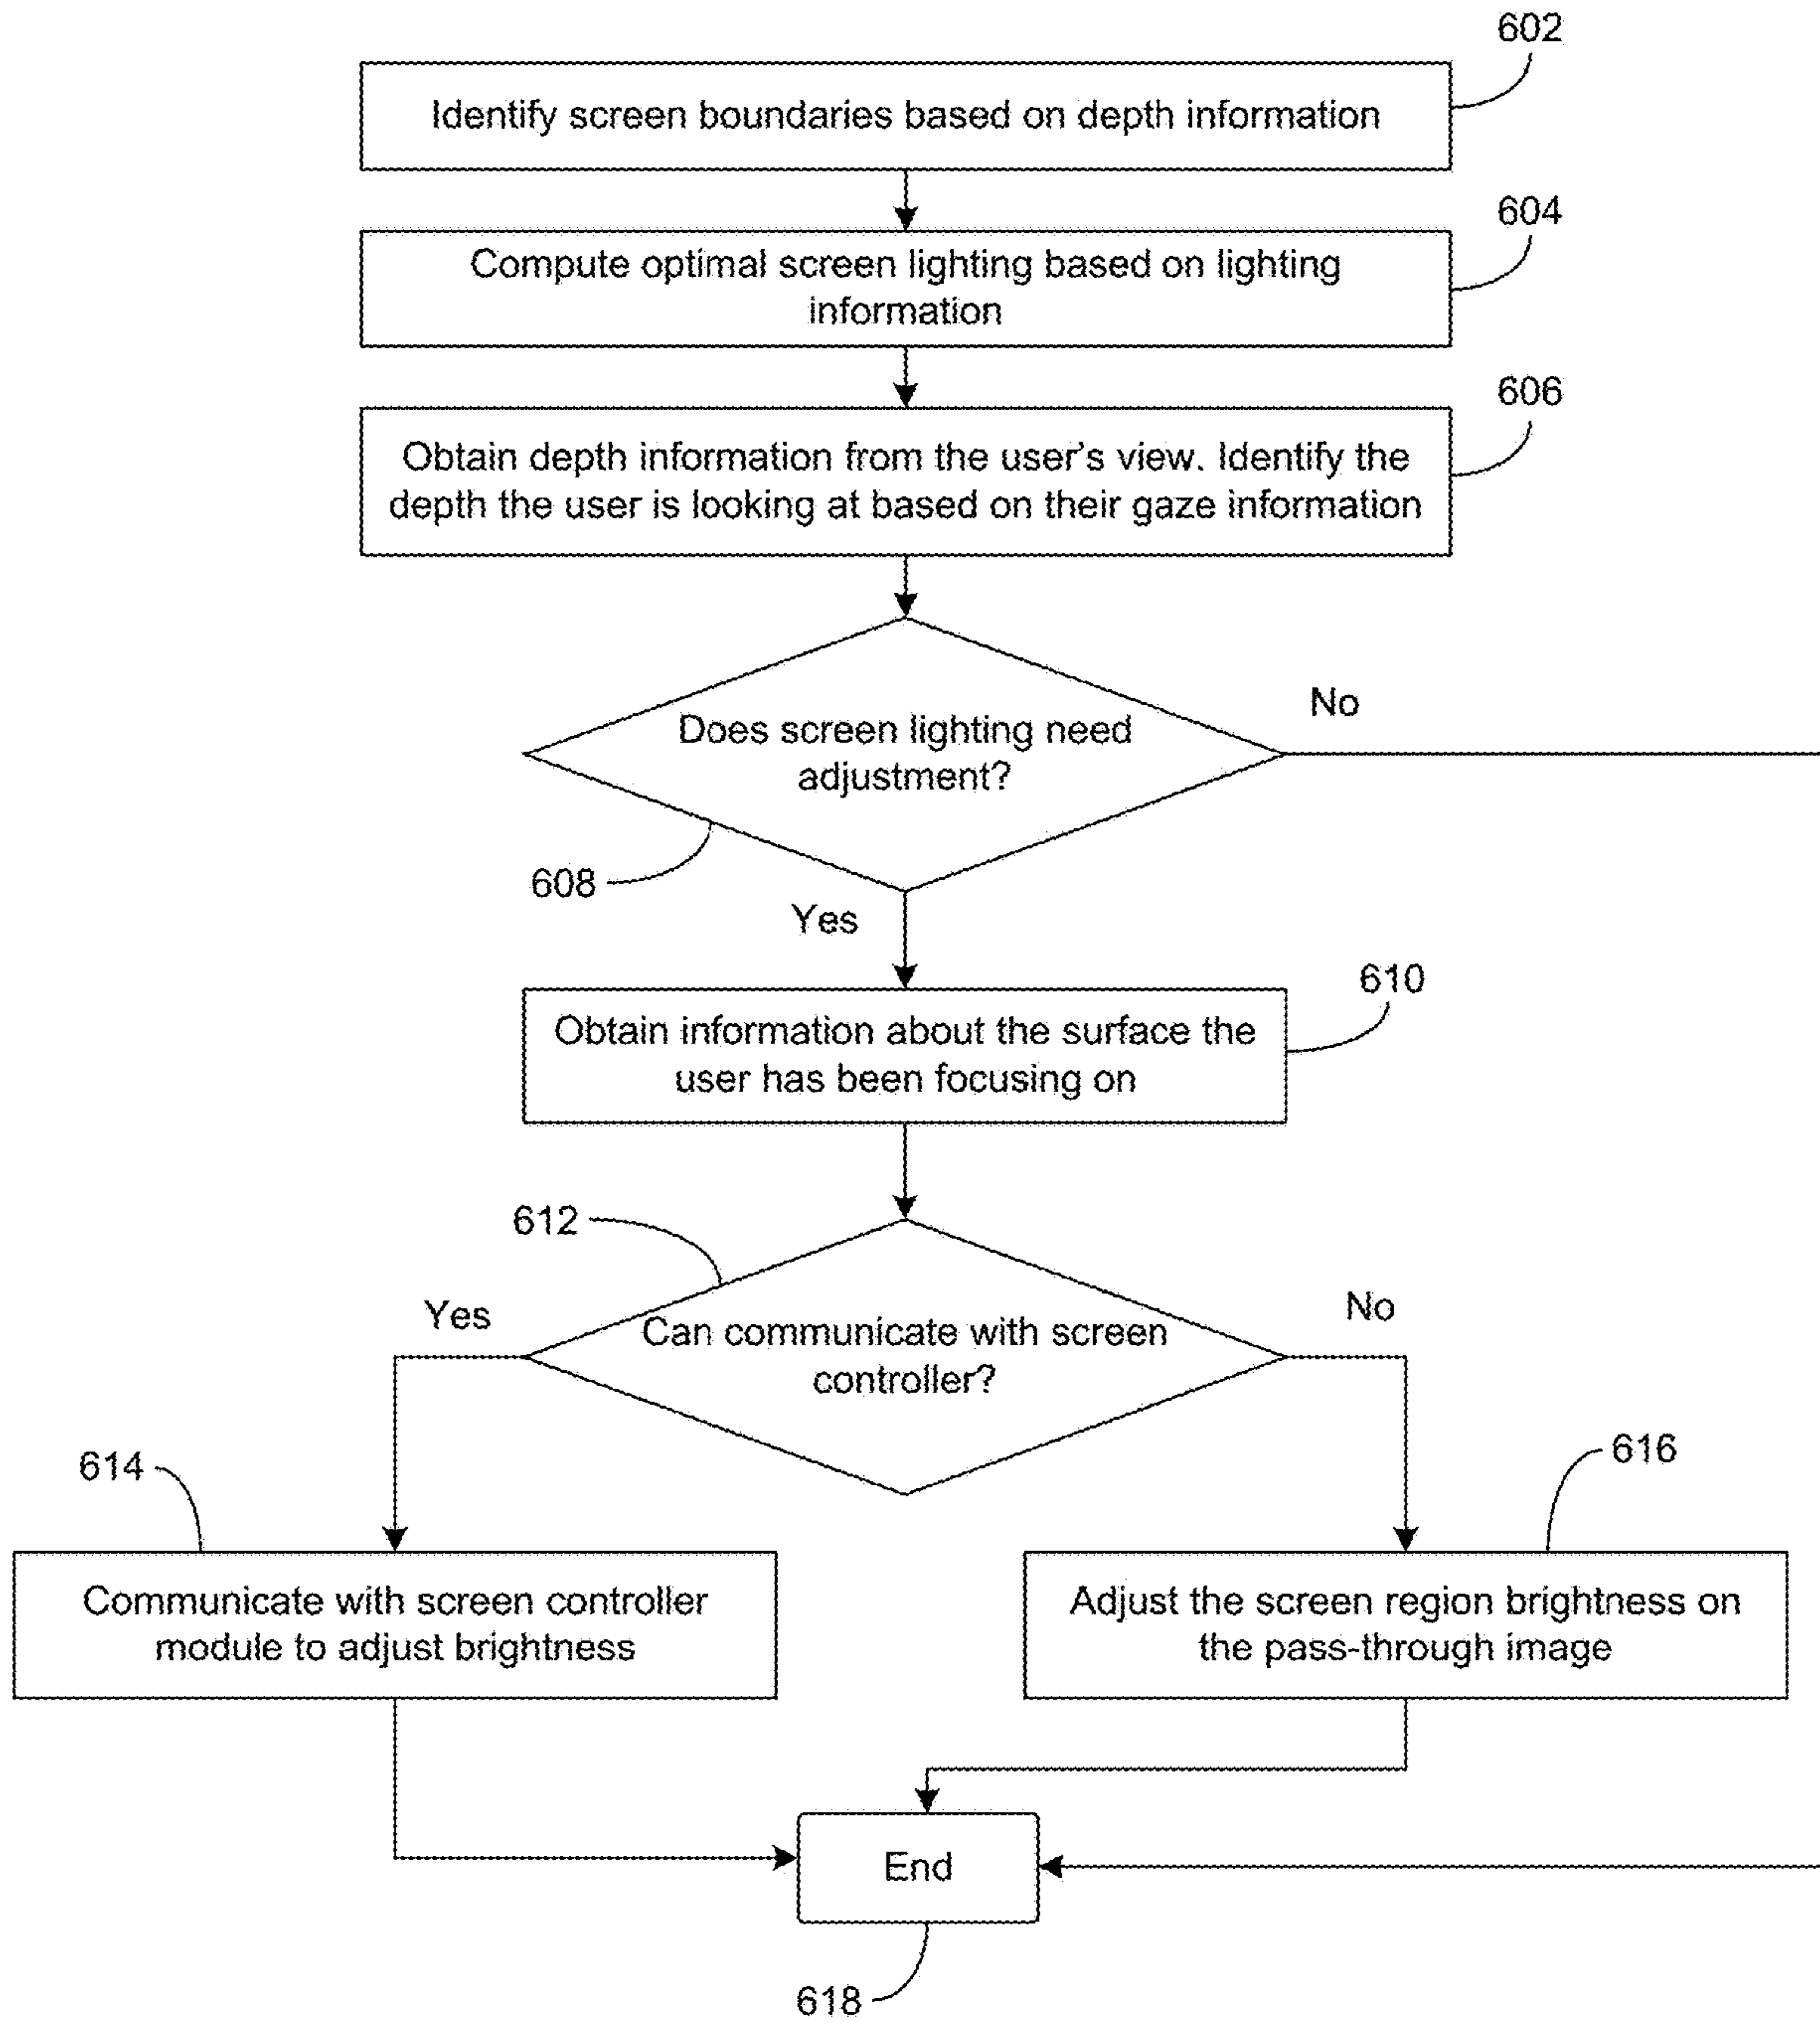 602
Identify screen boundaries based on depth information
604
Compute optimal screen lighting based on lighting
information
606
Obtain depth information from the user's view. Identify the
depth the user is looking at based on their gaze information
No
Does screen lighting need
adjustment?
608
Yes
610
Obtain information about the surface the
user has been focusing on
612
Yes
No
Can communicate with screen
controller?
614
616
Communicate with screen controller
module to adjust brightness
Adjust the screen region brightness on
the pass-through image
End
618